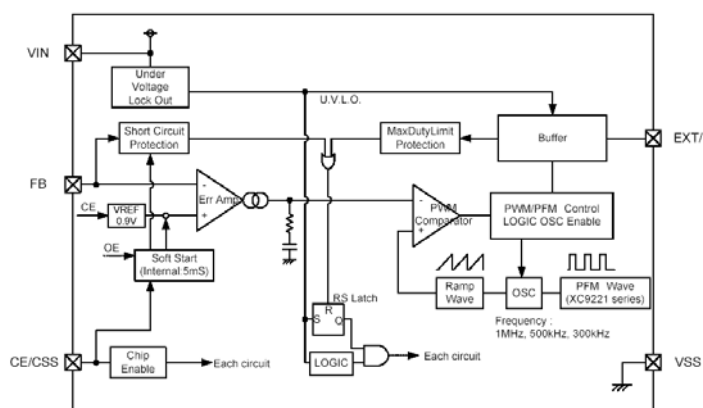 VIN
Under
Voltage
Lock Out
U.V.L.O.
Short Circuit
Protection
MaxDutyLimit
Protection
Buffer
EXT/
FB
CE
VREF
0.9V
-
+
Err Amp
-
+
PWM
Comparator
PWM/PFM Control
LOGIC OSC Enable
OE
Soft Start
(Internal 5mS)
Ramp
Wave
OSC
PFM Wave
(XC9221 series)
Frequency :
1MHz, 500kHz, 300kHz
RS Latch
R
S
Q
CE/CSS
Chip
Enable
Each circuit
LOGIC
Each circuit
VSS